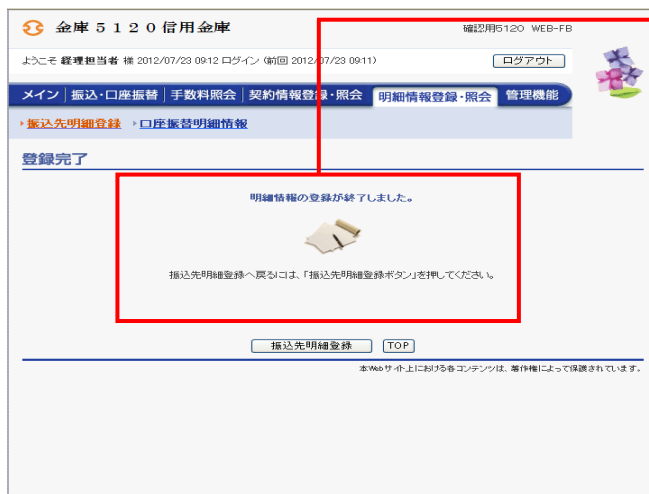 金庫５１２０信用金庫
確認用5120 WEB-FB
ようこそ 経理担当者 様 2012/07/23 09:12 ログイン (前回 2012/07/23 09:11)
ログアウト
メイン 振込・口座振替 手数料照会 契約情報登録・照会 明細情報登録・照会 管理機能
振込先明細登録 口座振替明細情報
登録完了
明細情報の登録が終了しました。
振込先明細登録へ戻るには、「振込先明細登録ボタン」を押してください。
振込先明細登録 TOP
本Webサイト上における各コンテンツは、著作権によって保護されています。